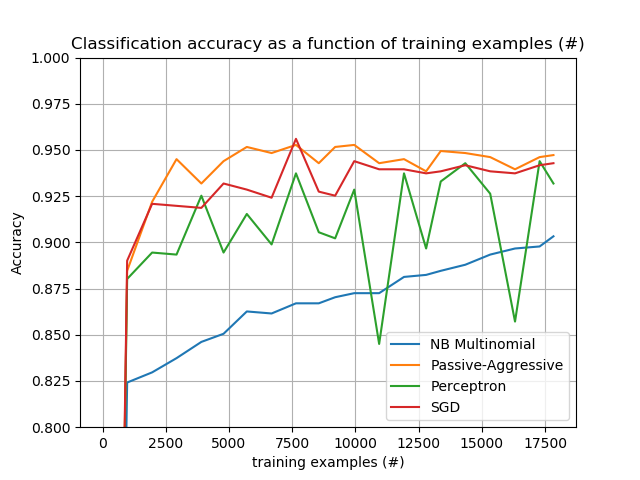 Classification accuracy as a function of training examples (#)
1.000
0.975
0.950
0.925
0.900
0.875
0.850
0.825
0.800
Accuracy
NB Multinomial
Passive-Aggressive
Perceptron
SGD
0 2500 5000 7500 10000 12500 15000 17500
training examples (#)